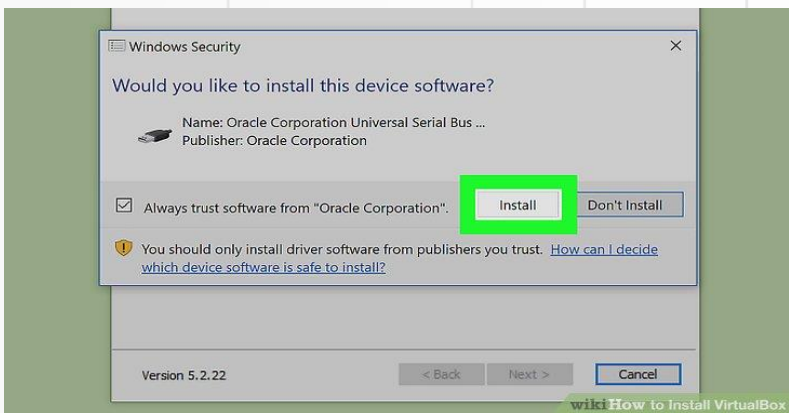 Windows Security
Would you like to install this device software?
Name: Oracle Corporation Universal Serial Bus ...
Publisher: Oracle Corporation
Always trust software from "Oracle Corporation".
Install
Don't Install
You should only install driver software from publishers you trust. How can I decide
which device software is safe to install?
Version 5.2.22
< Back
Next >
Cancel
wikiHow to Install VirtualBox